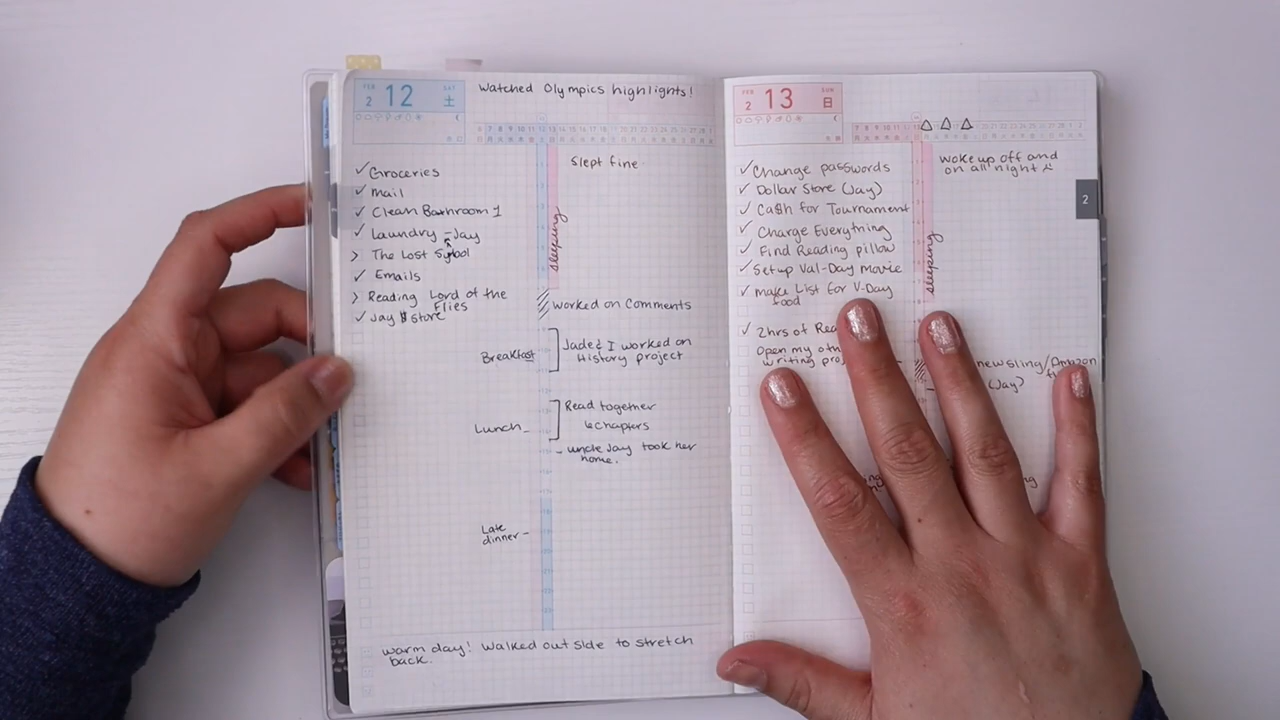 FEB
2 12 土
Watched Olympics highlights!
✓ Groceries
✓ mail
✓ Clean Bathroom 1
✓ Laundry - Jay
> The Lost Symbol
✓ Emails
> Reading Lord of the
Flies
✓ Jay $ store
Slept fine
sleeping
worked on Comments
Breakfast
Jade & I worked on
History project
Lunch
Read together
6 chapters
- uncle Jay took her
home.
Late
dinner -
warm day! Walked outside to stretch
back.
FEB
2 13 SUN
日
✓ Change passwords
✓ Dollar Store (Jay)
✓ Ca$h for Tournament
✓ Charge Everything
✓ Find Reading pillow
✓ Setup Val-Day movie
✓ make List for V-Day
food
✓ 2hrs of Rea
Open my oth
writing proj
woke up off and
on all night
sleeping
newsling/Amazon
(Jay)
2